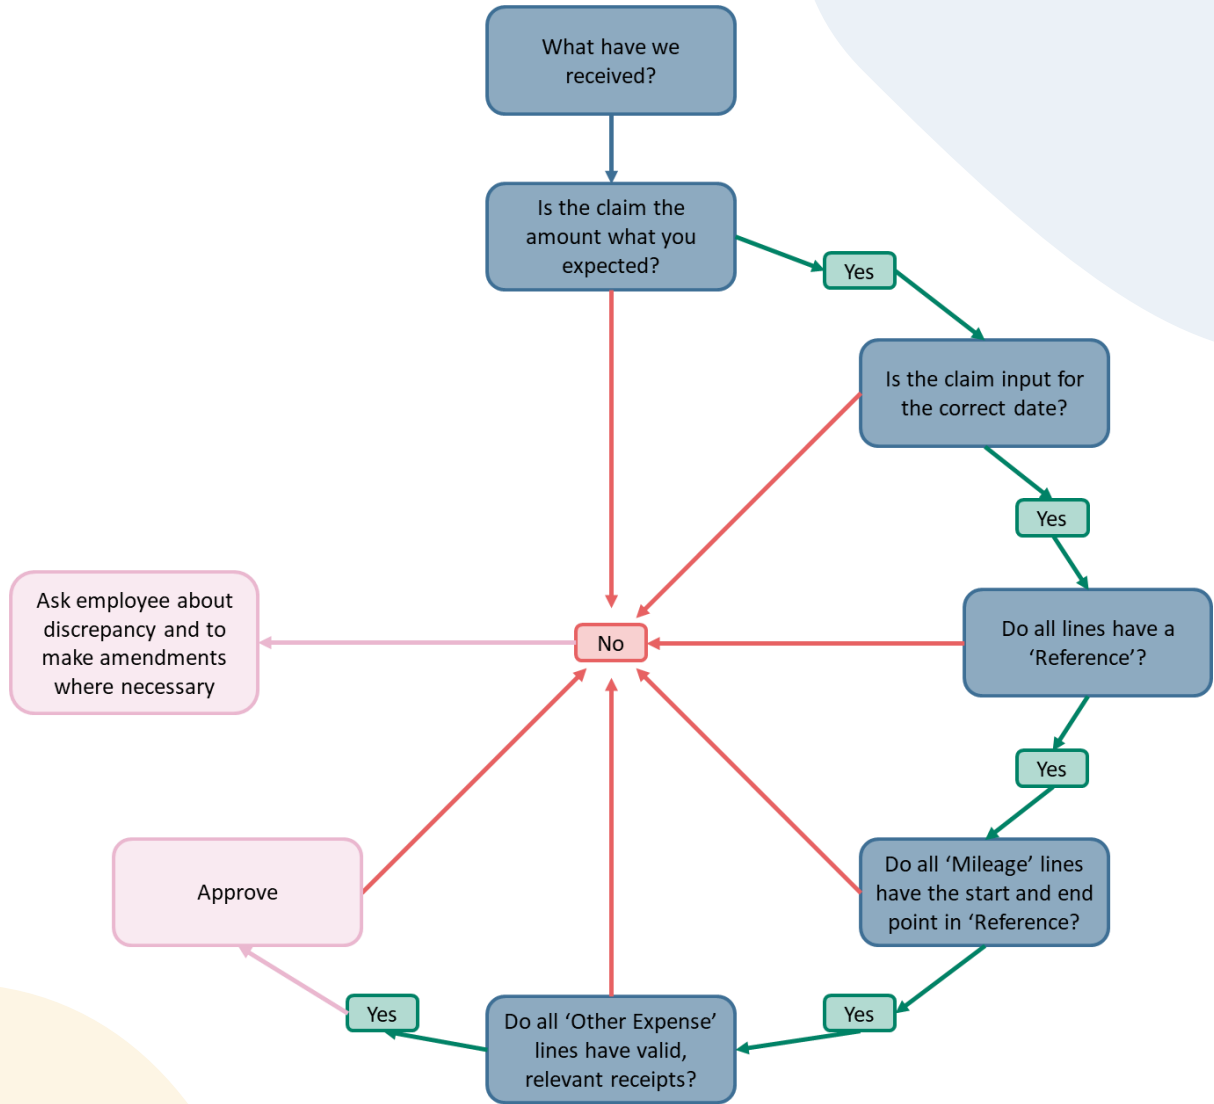 What have we
received?
Is the claim the
amount what you
expected?
Yes
Is the claim input for
the correct date?
Yes
Ask employee about
discrepancy and to
make amendments
where necessary
No
Do all lines have a
‘Reference’?
Yes
Approve
Do all ‘Mileage’ lines
have the start and end
point in ‘Reference?
Yes
Do all ‘Other Expense’
lines have valid,
relevant receipts?
Yes